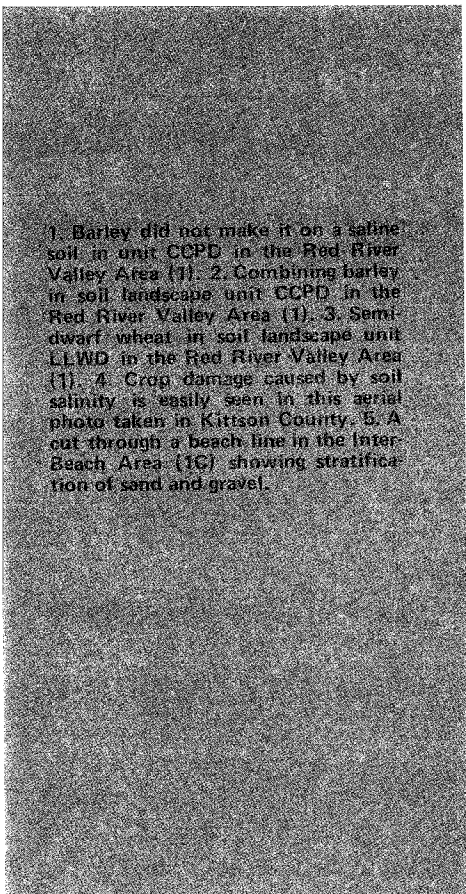 1. Barley did not make it on a saline
soil in unit CCPD in the Red River
Valley Area (1). 2. Combining barley
in soil landscape unit CCPD in the
Red River Valley Area (1). 3. Semi-
dwarf wheat in soil landscape unit
LLWD in the Red River Valley Area
(1). 4. Crop damage caused by soil
salinity is easily seen in this aerial
photo taken in Kittson County. 5. A
cut through a beach line in the Inter-
Beach Area (1C) showing stratifica-
tion of sand and gravel.